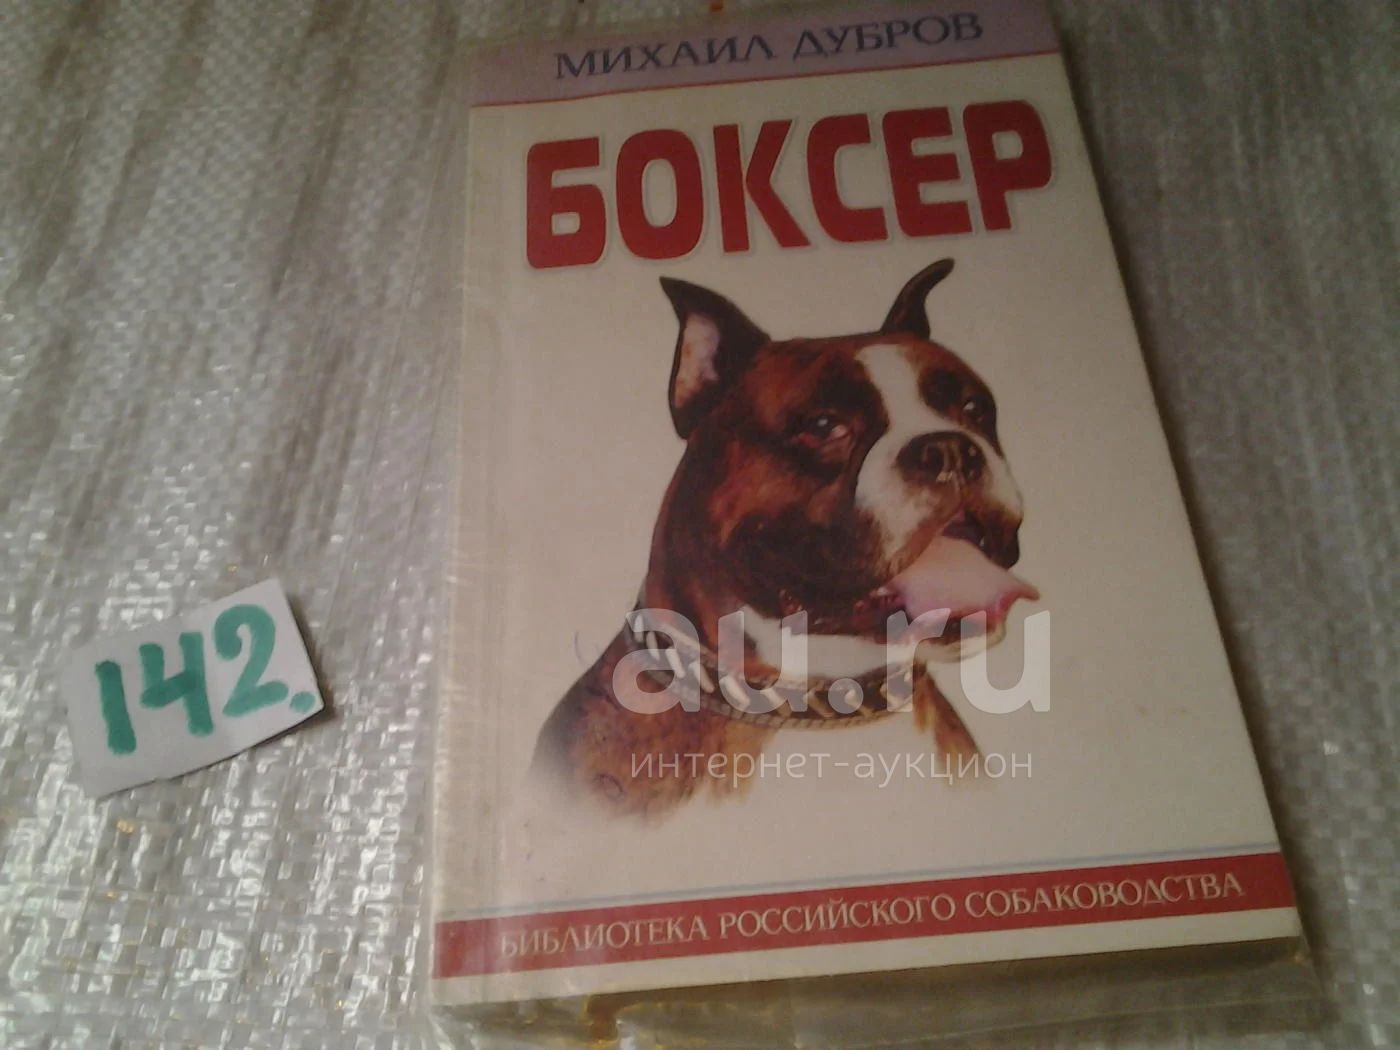 МИХАИЛ ДУБРОВ
БОКСЕР
142.
au.ru
интернет-аукцион
БИБЛИОТЕКА РОССИЙСКОГО СОБАКОВОДСТВА